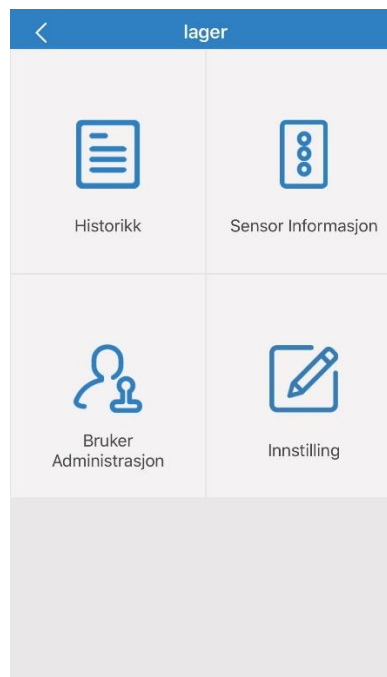 lager
Historikk
Sensor Informasjon
Bruker
Administrasjon
Innstilling